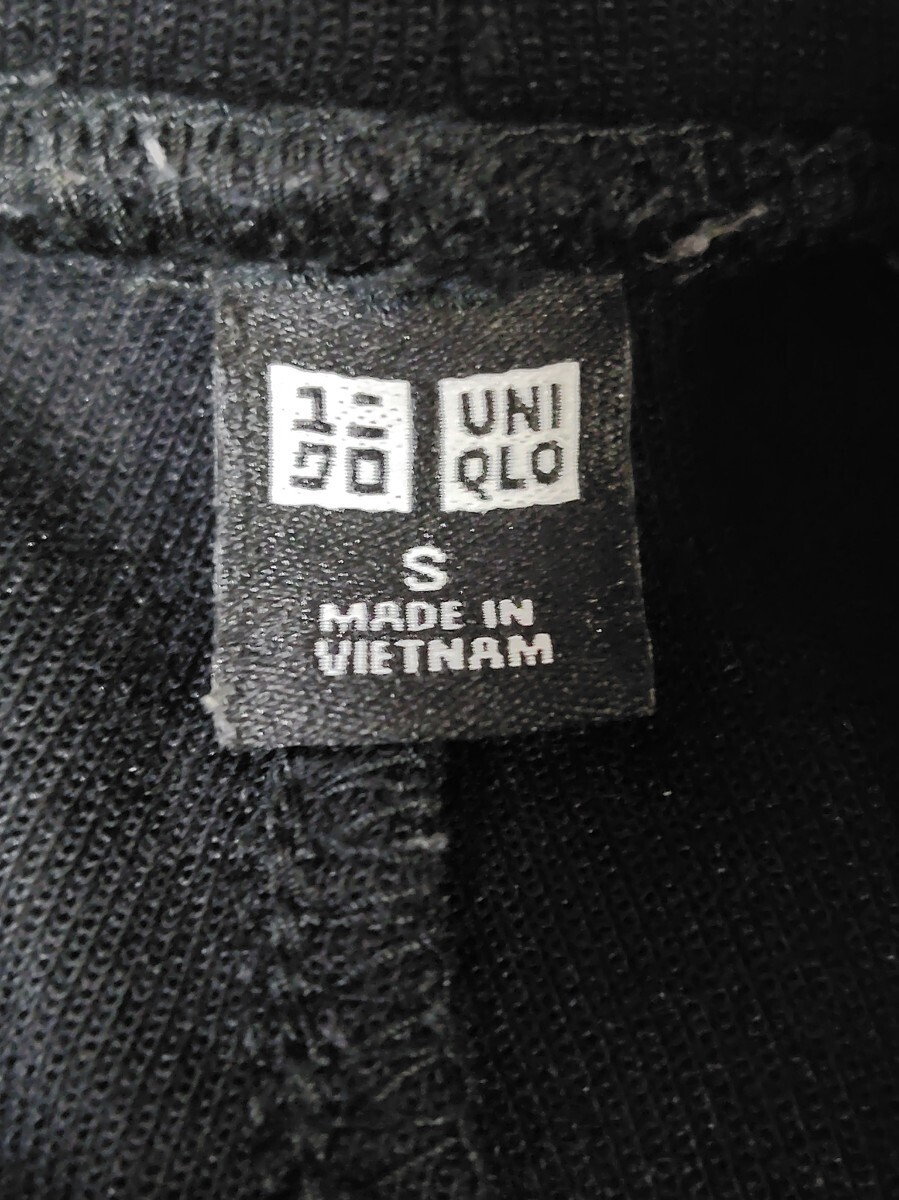 ユニ
クロ
UNI
QLO
S
MADE IN
VIETNAM